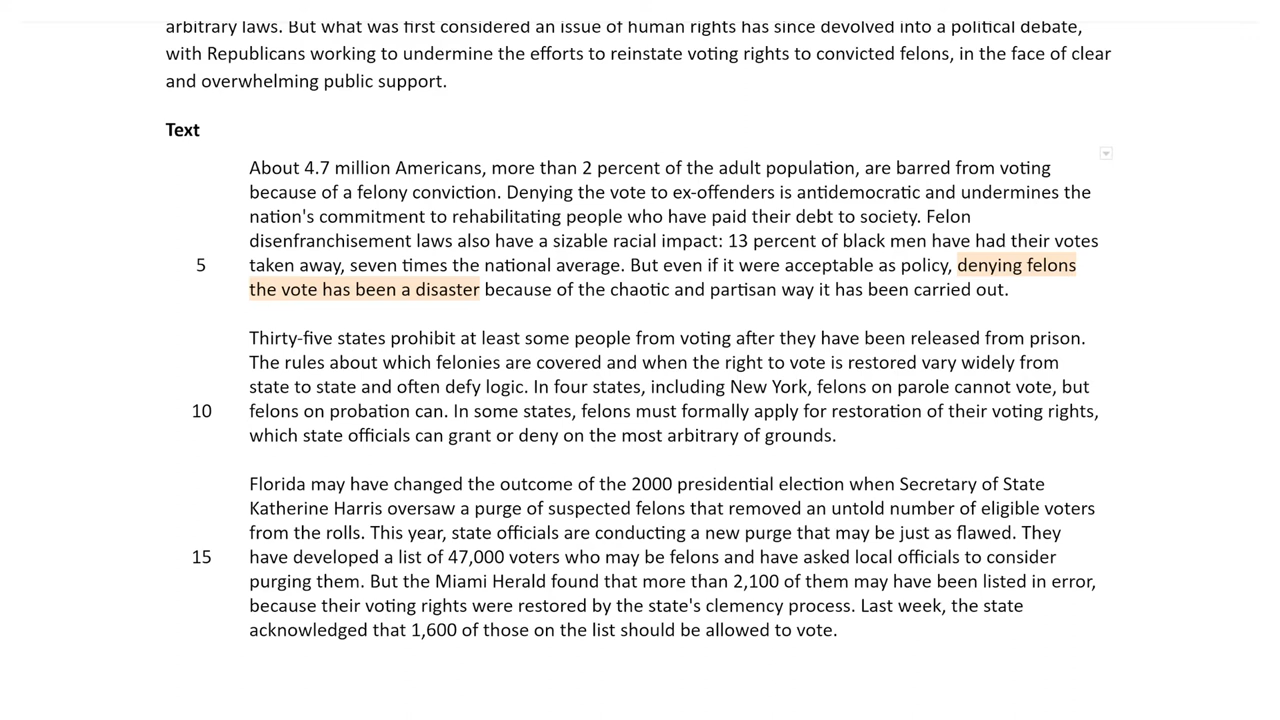 arbitrary laws. But what was first considered an issue of human rights has since devolved into a political debate,
with Republicans working to undermine the efforts to reinstate voting rights to convicted felons, in the face of clear
and overwhelming public support.
Text
About 4.7 million Americans, more than 2 percent of the adult population, are barred from voting
because of a felony conviction. Denying the vote to ex-offenders is antidemocratic and undermines the
nation's commitment to rehabilitating people who have paid their debt to society. Felon
disenfranchisement laws also have a sizable racial impact: 13 percent of black men have had their votes
5 taken away, seven times the national average. But even if it were acceptable as policy, denying felons
the vote has been a disaster because of the chaotic and partisan way it has been carried out.
Thirty-five states prohibit at least some people from voting after they have been released from prison.
The rules about which felonies are covered and when the right to vote is restored vary widely from
state to state and often defy logic. In four states, including New York, felons on parole cannot vote, but
10 felons on probation can. In some states, felons must formally apply for restoration of their voting rights,
which state officials can grant or deny on the most arbitrary of grounds.
Florida may have changed the outcome of the 2000 presidential election when Secretary of State
Katherine Harris oversaw a purge of suspected felons that removed an untold number of eligible voters
from the rolls. This year, state officials are conducting a new purge that may be just as flawed. They
15 have developed a list of 47,000 voters who may be felons and have asked local officials to consider
purging them. But the Miami Herald found that more than 2,100 of them may have been listed in error,
because their voting rights were restored by the state's clemency process. Last week, the state
acknowledged that 1,600 of those on the list should be allowed to vote.